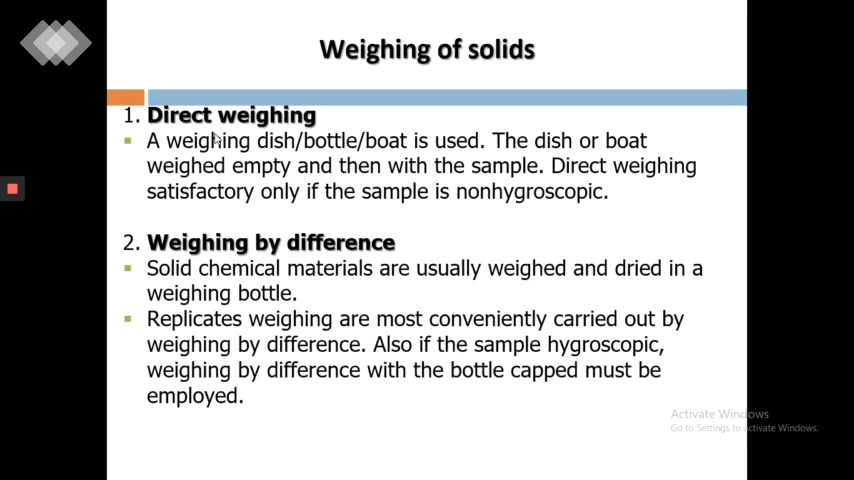 Weighing of solids
1. Direct weighing
A weighing dish/bottle/boat is used. The dish or boat
weighed empty and then with the sample. Direct weighing
satisfactory only if the sample is nonhygroscopic.
2. Weighing by difference
Solid chemical materials are usually weighed and dried in a
weighing bottle.
Replicates weighing are most conveniently carried out by
weighing by difference. Also if the sample hygroscopic,
weighing by difference with the bottle capped must be
employed.
Activate Windows
Go to Settings to activate Windows.